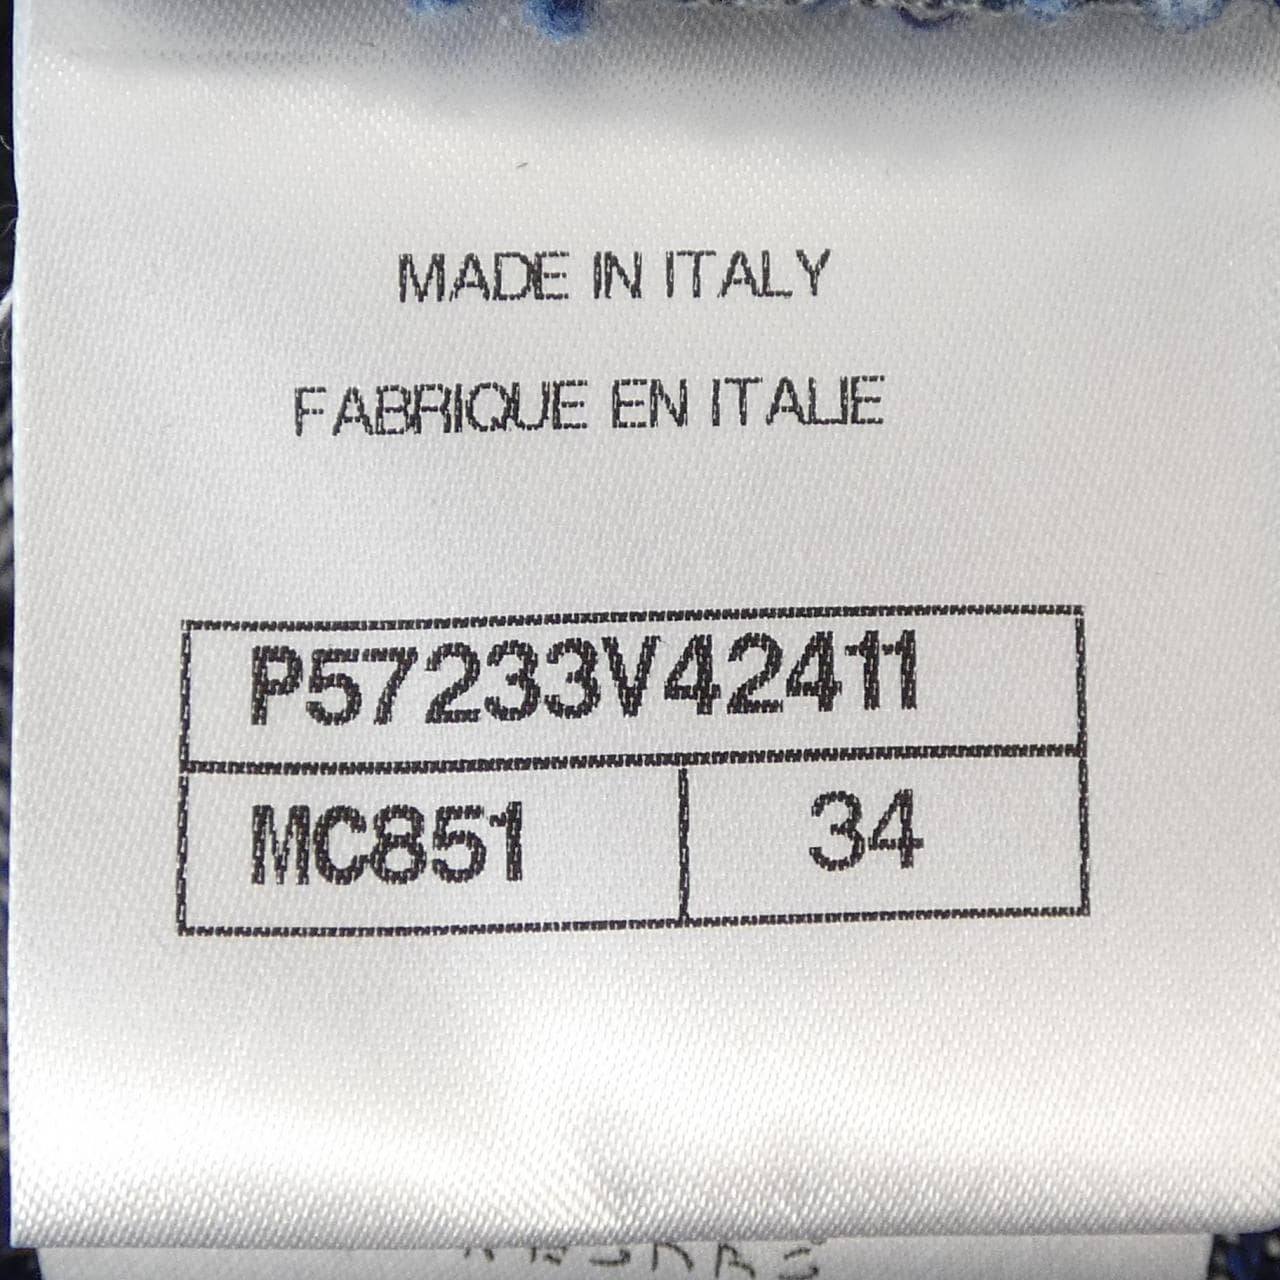 MADE IN ITALY
FABRIQUE EN ITALIE
P57233V42411
MC851 34